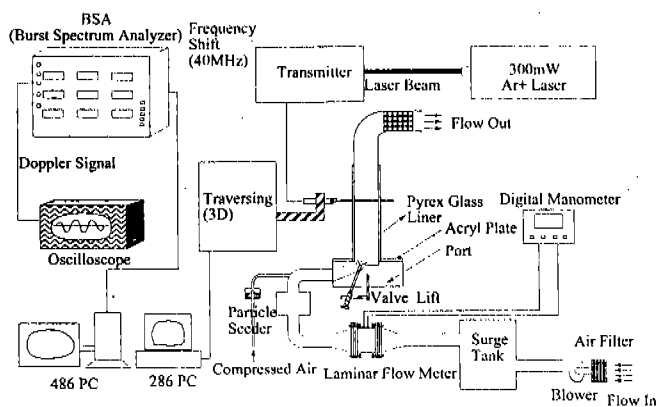 BSA
(Burst Spectrum Analyzer)
Frequency
Shift
(40MHz)
Transmitter
Laser Beam
300mW
Ar+ Laser
Flow Out
Doppler Signal
Traversing
(3D)
Pyrex Glass
Liner
Digital Manometer
Acryl Plate
Port
Oscilloscope
Valve Lift
Particle
Seeder
Surge
Tank
Air Filter
486 PC
286 PC
Compressed Air
Laminar Flow Meter
Blower
Flow In